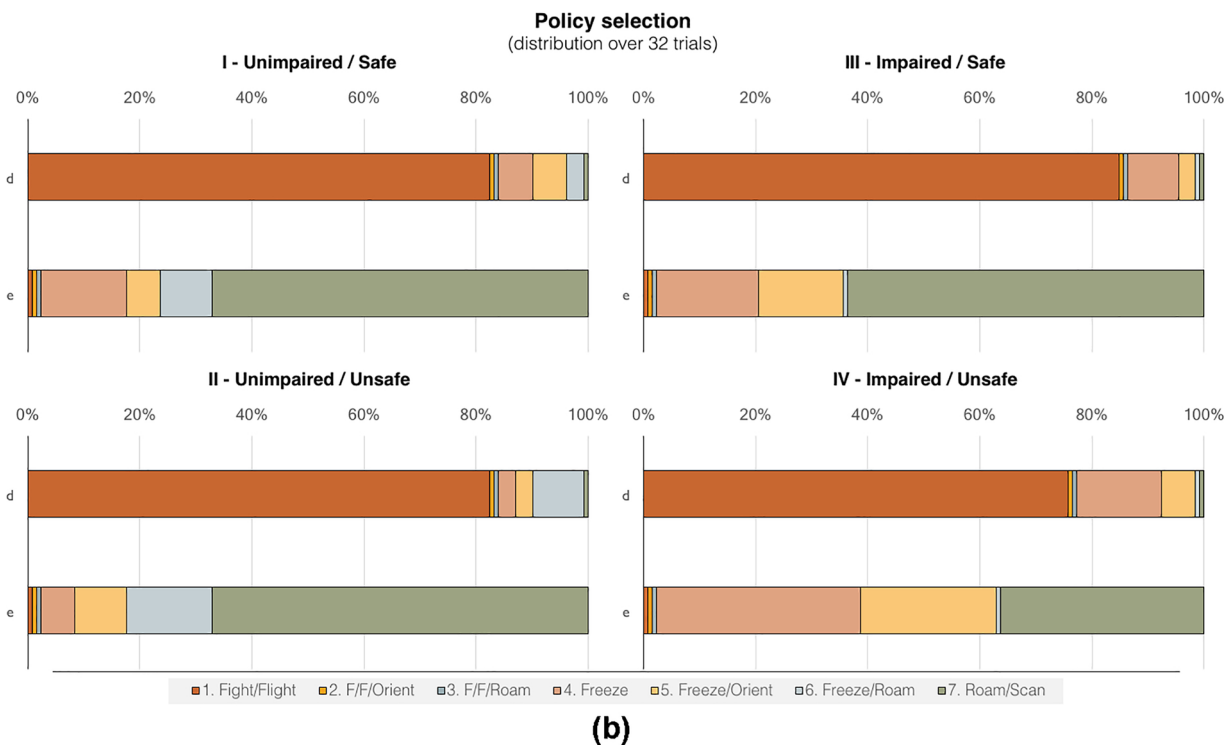 Policy selection
(distribution over 32 trials)
I - Unimpaired / Safe
0% 20% 40% 60% 80% 100%
d
e
III - Impaired / Safe
0% 20% 40% 60% 80% 100%
d
e
II - Unimpaired / Unsafe
0% 20% 40% 60% 80% 100%
d
e
IV - Impaired / Unsafe
0% 20% 40% 60% 80% 100%
d
e
1. Fight/Flight 2. F/F/Orient 3. F/F/Roam 4. Freeze 5. Freeze/Orient 6. Freeze/Roam 7. Roam/Scan
(b)